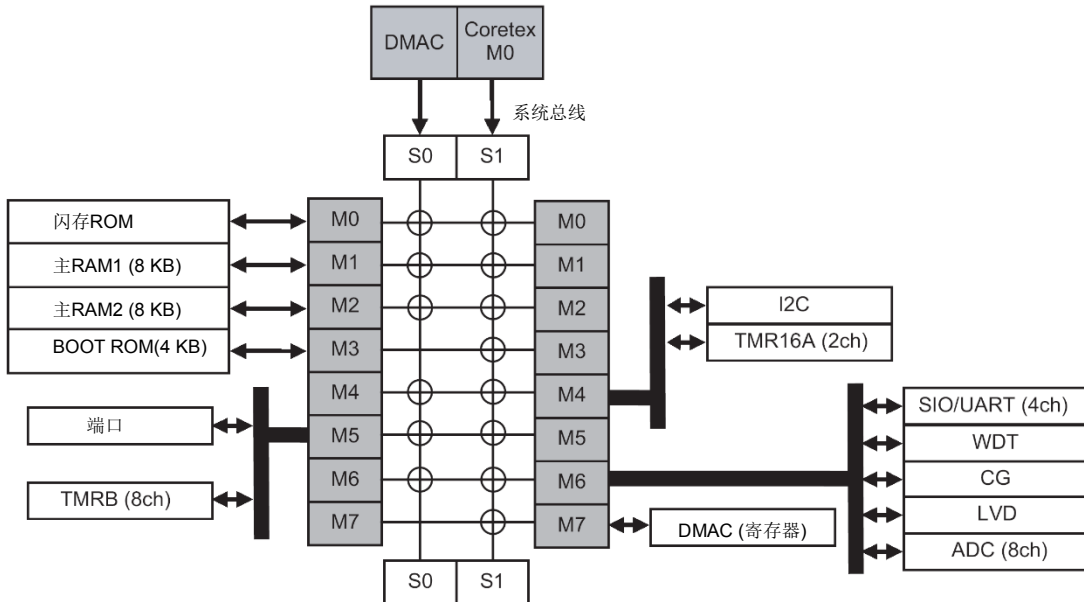 DMAC
Coretex
M0
系统总线
S0
S1
闪存ROM
主RAM1 (8 KB)
主RAM2 (8 KB)
BOOT ROM(4 KB)
端口
TMRB (8ch)
M0
M1
M2
M3
M4
M5
M6
M7
M0
M1
M2
M3
M4
M5
M6
M7
I2C
TMR16A (2ch)
SIO/UART (4ch)
WDT
CG
LVD
ADC (8ch)
DMAC (寄存器)
S0
S1